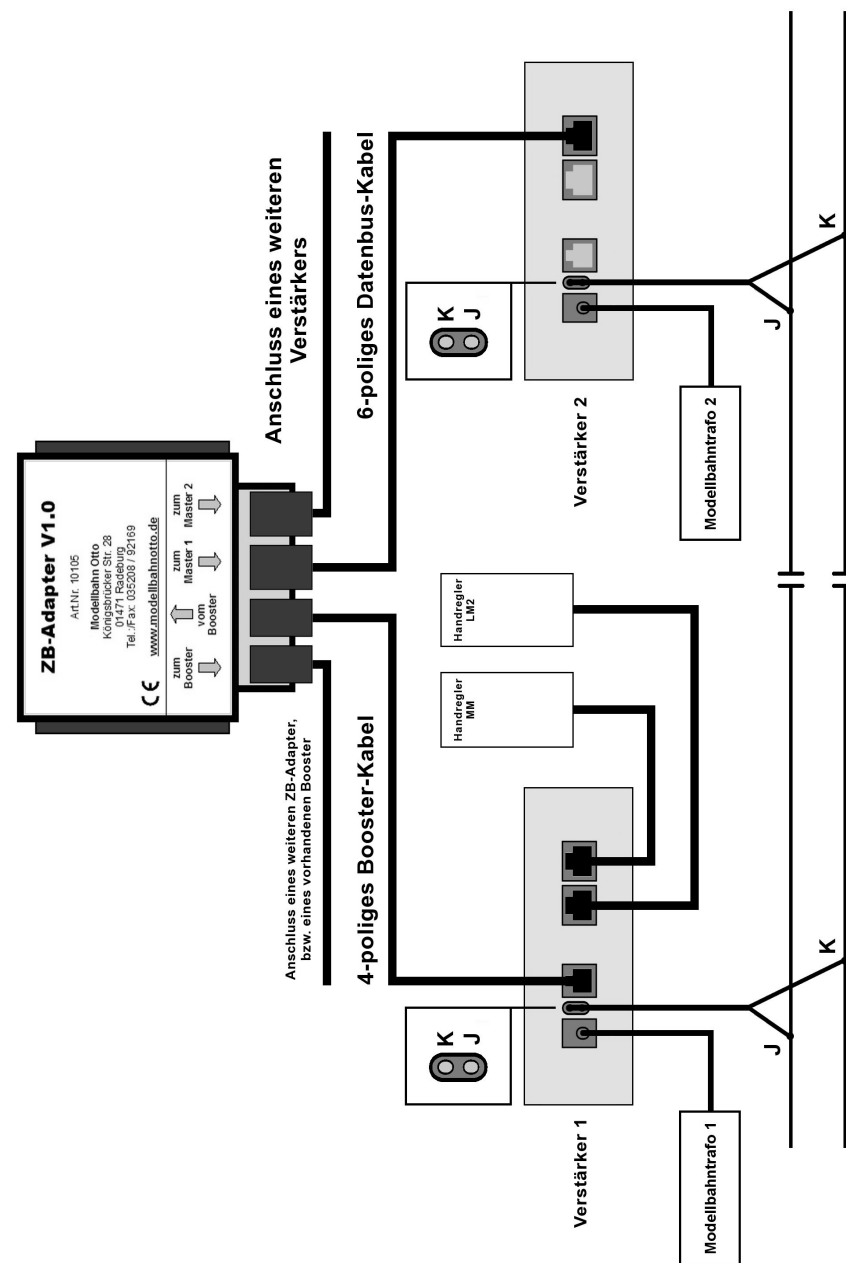 ZB-Adapter V1.0
Art.Nr. 10105
Modellbahn Otto
Königsbrücker Str. 28
01471 Radeburg
Tel.:/Fax: 035208 / 92169
CE
www.modellbahnotto.de
zum
Booster
vom
Booster
zum
Master 1
zum
Master 2
Anschluss eines weiteren ZB-Adapter,
bzw. eines vorhandenen Booster
Anschluss eines weiteren
Verstärkers
4-poliges Booster-Kabel
6-poliges Datenbus-Kabel
K
J
Handregler
MM
Handregler
LM2
K
J
Verstärker 1
Verstärker 2
Modellbahntrafo 1
Modellbahntrafo 2
J
K
J
K